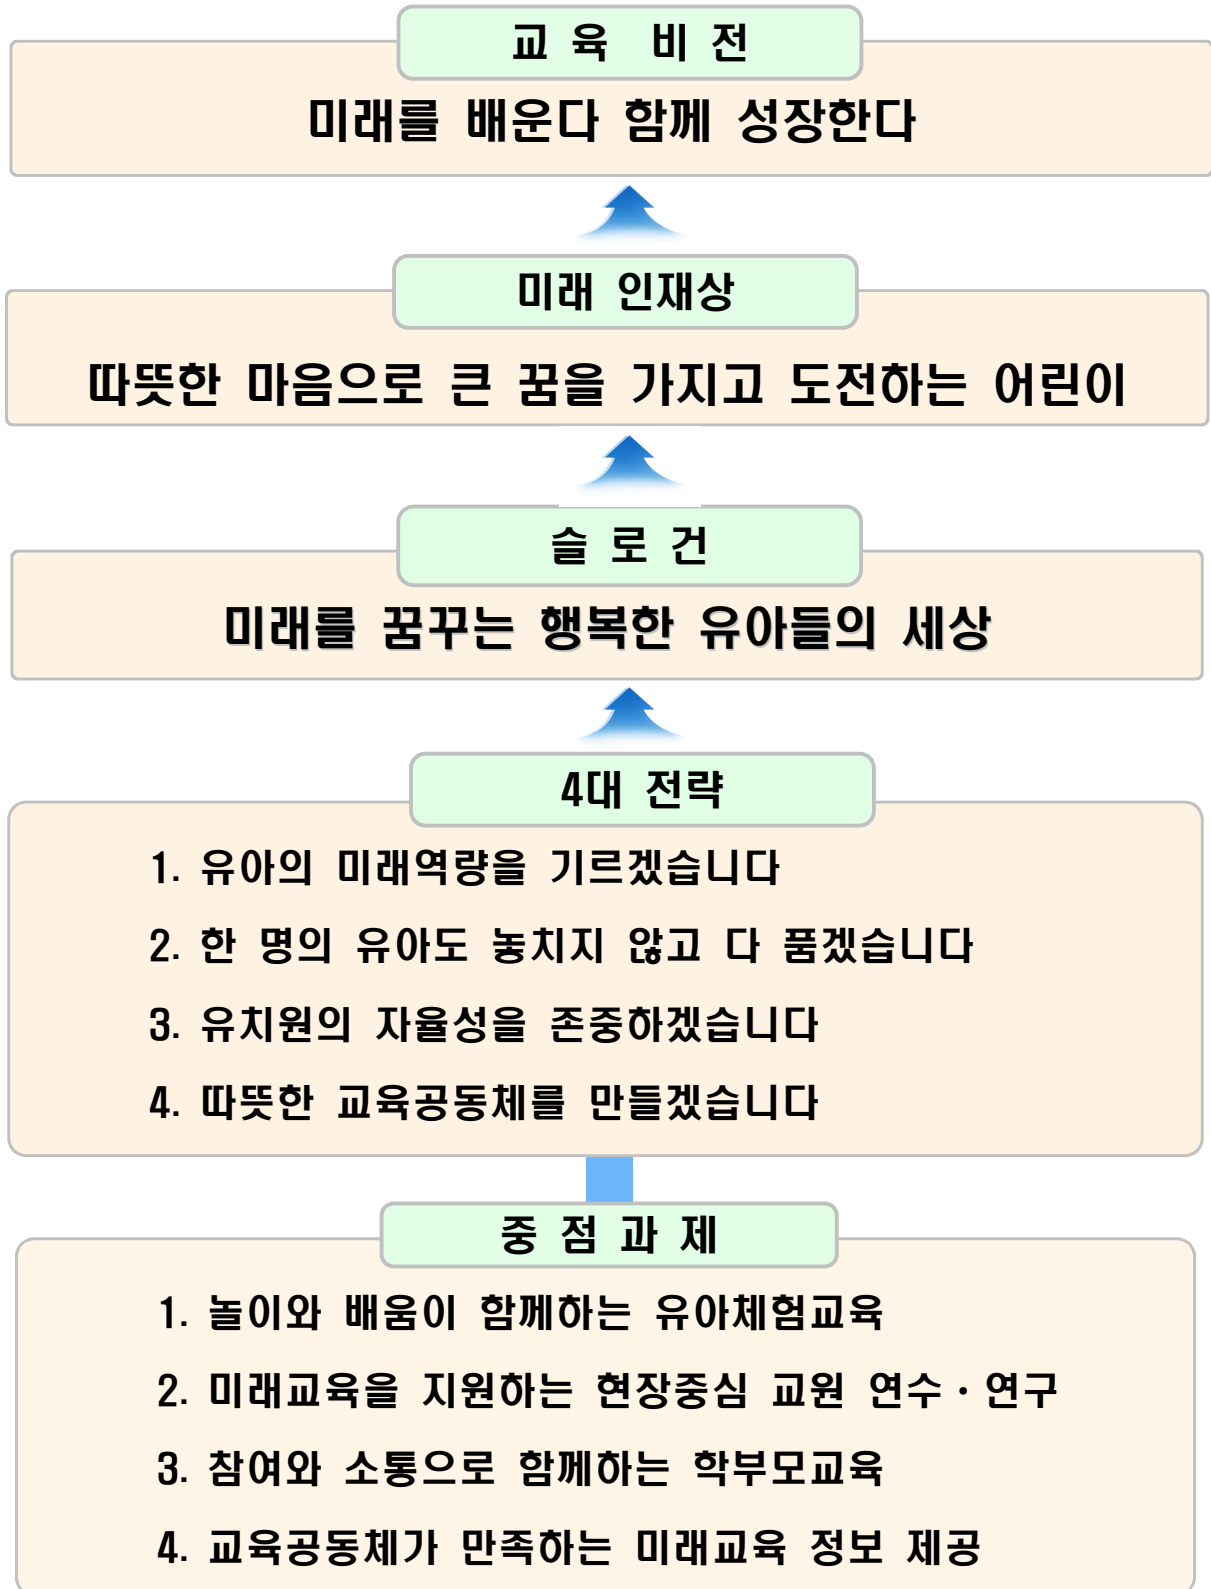 교 육 비 전
미래를 배운다 함께 성장한다
미래 인재상
따뜻한 마음으로 큰 꿈을 가지고 도전하는 어린이
슬 로 건
미래를 꿈꾸는 행복한 유아들의 세상
4대 전략
1. 유아의 미래역량을 기르겠습니다
2. 한 명의 유아도 놓치지 않고 다 품겠습니다
3. 유치원의 자율성을 존중하겠습니다
4. 따뜻한 교육공동체를 만들겠습니다
중 점 과 제
1. 놀이와 배움이 함께하는 유아체험교육
2. 미래교육을 지원하는 현장중심 교원 연수·연구
3. 참여와 소통으로 함께하는 학부모교육
4. 교육공동체가 만족하는 미래교육 정보 제공